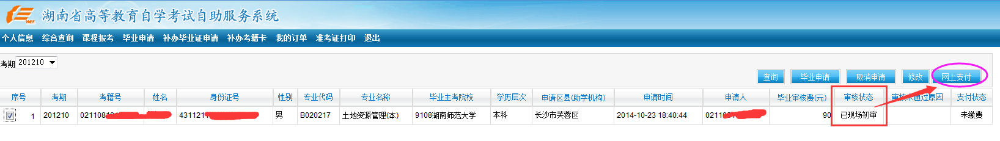 NEE 湖南省高等教育自学考试自助服务系统
个人信息 综合查询 课程报考 毕业申请 补办毕业证申请 补办考籍卡 我的订单 准考证打印 退出
考期 201210
查询 毕业申请 取消申请 修改 网上支付
序号 考期 考籍号 姓名 身份证号 性别 专业代码 专业名称 毕业主考院校 学历层次 申请区县(助学机构) 申请时间 申请人 毕业审核费(元) 审核状态 审核未通过原因 支付状态
1 201210 021108 431121 男 B020217 土地资源管理(本) 9108湖南师范大学 本科 长沙市芙蓉区 2014-10-23 18:40:44 0211 90 已现场初审 未缴费